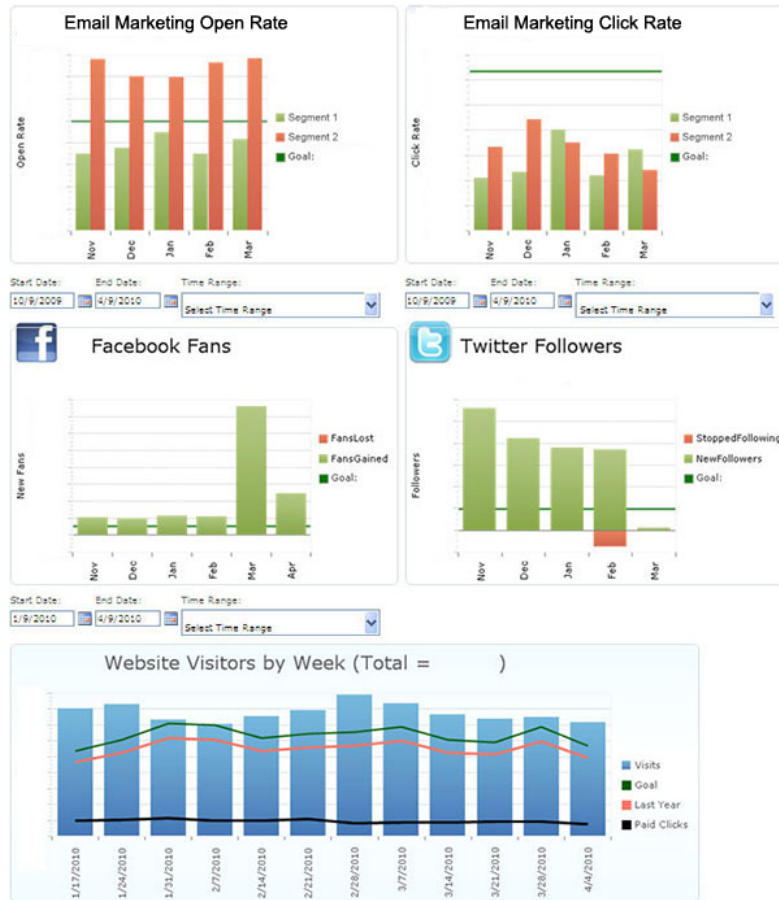 Email Marketing Open Rate
Open Rate
Segment 1
Segment 2
Goal:
Nov Dec Jan Feb Mar
Email Marketing Click Rate
Click Rate
Segment 1
Segment 2
Goal:
Nov Dec Jan Feb Mar
Start Date: End Date: Time Range:
10/9/2009 4/9/2010 Select Time Range
Start Date: End Date: Time Range:
10/9/2009 4/9/2010 Select Time Range
f Facebook Fans
New Fans
FansLost
FansGained
Goal:
Nov Dec Jan Feb Mar Apr
t Twitter Followers
Followers
StoppedFollowing
NewFollowers
Goal:
Nov Dec Jan Feb Mar
Start Date: End Date: Time Range:
1/9/2010 4/9/2010 Select Time Range
Website Visitors by Week (Total = )
Visits
Goal
Last Year
Paid Clicks
1/17/2010 1/24/2010 1/31/2010 2/7/2010 2/14/2010 2/21/2010 2/28/2010 3/7/2010 3/14/2010 3/21/2010 3/28/2010 4/4/2010